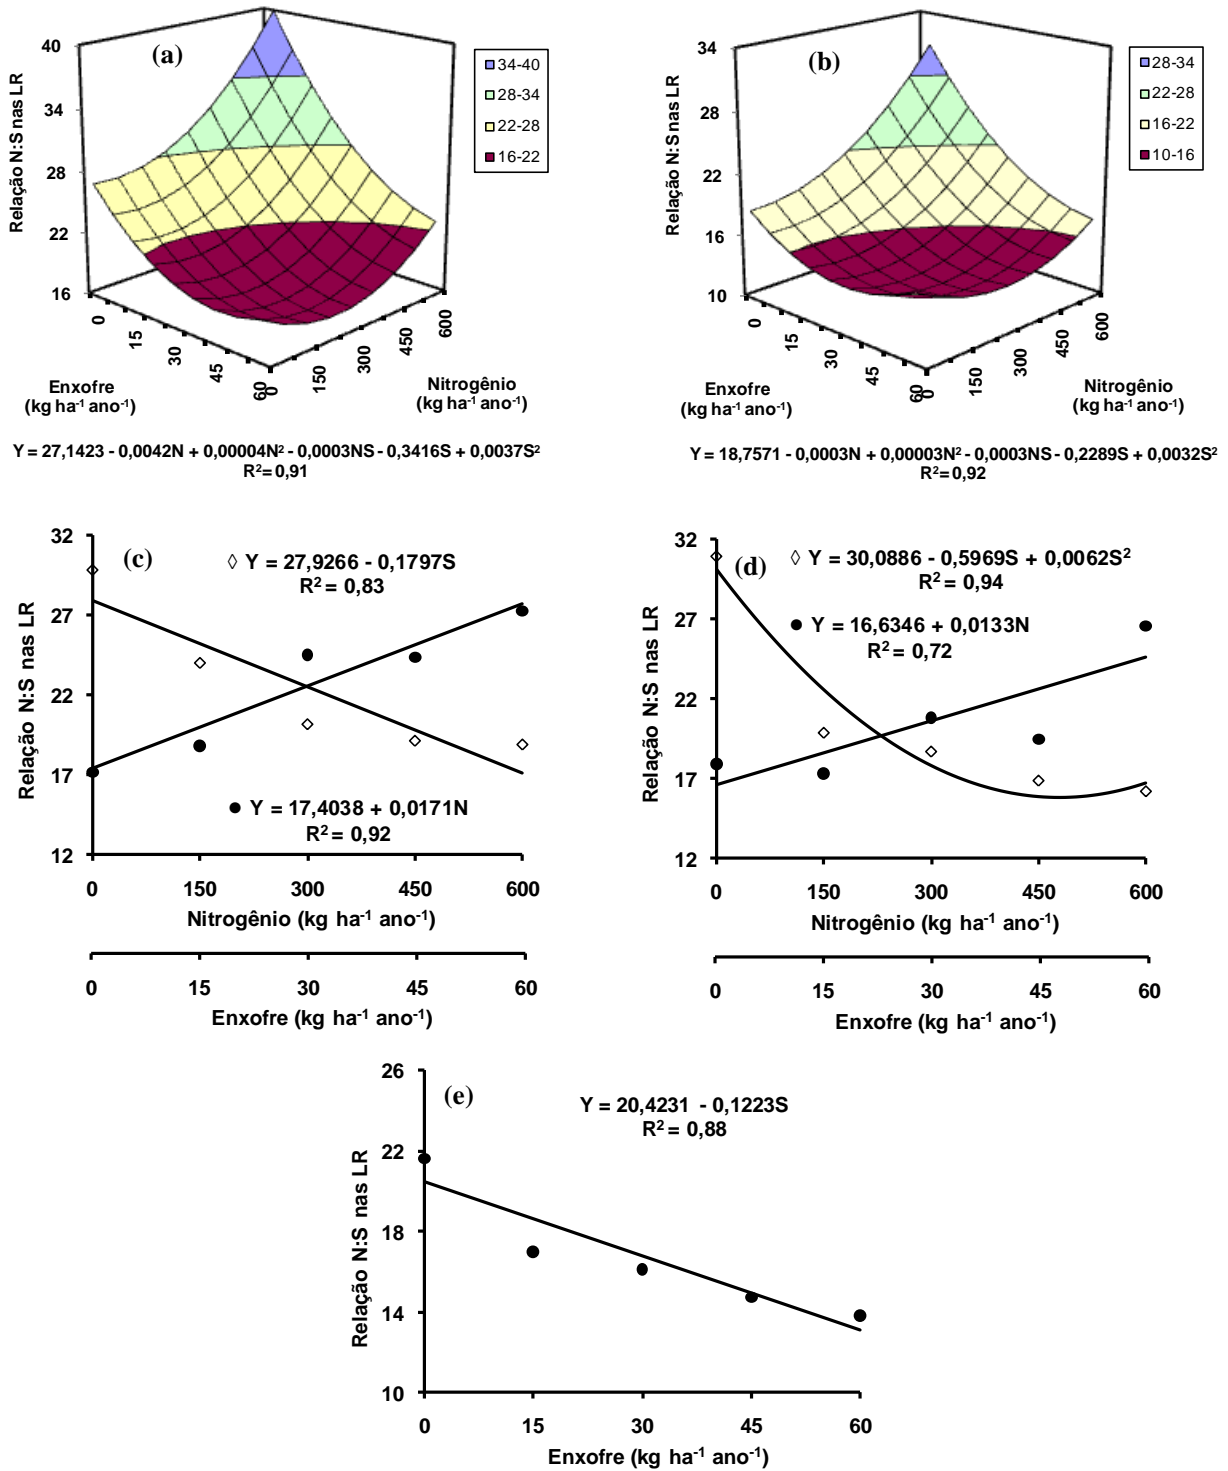 (a)
40
34
28
22
16
Relação N:S nas LR
34-40
28-34
22-28
16-22
0
15
30
45
60
Enxofre
(kg ha⁻¹ ano⁻¹)
0
150
300
450
600
Nitrogênio
(kg ha⁻¹ ano⁻¹)
Y = 27,1423 - 0,0042N + 0,00004N² - 0,0003NS - 0,3416S + 0,0037S²
R² = 0,91
(b)
34
28
22
16
10
Relação N:S nas LR
28-34
22-28
16-22
10-16
0
15
30
45
60
Enxofre
(kg ha⁻¹ ano⁻¹)
0
150
300
450
600
Nitrogênio
(kg ha⁻¹ ano⁻¹)
Y = 18,7571 - 0,0003N + 0,00003N² - 0,0003NS - 0,2289S + 0,0032S²
R² = 0,92
(c)
Y = 27,9266 - 0,1797S
R² = 0,83
32
27
22
17
12
Relação N:S nas LR
Y = 17,4038 + 0,0171N
R² = 0,92
0 150 300 450 600
Nitrogênio (kg ha⁻¹ ano⁻¹)
0 15 30 45 60
Enxofre (kg ha⁻¹ ano⁻¹)
(d)
Y = 30,0886 - 0,5969S + 0,0062S²
R² = 0,94
Y = 16,6346 + 0,0133N
R² = 0,72
32
27
22
17
12
Relação N:S nas LR
0 150 300 450 600
Nitrogênio (kg ha⁻¹ ano⁻¹)
0 15 30 45 60
Enxofre (kg ha⁻¹ ano⁻¹)
(e)
Y = 20,4231 - 0,1223S
R² = 0,88
26
22
18
14
10
Relação N:S nas LR
0 15 30 45 60
Enxofre (kg ha⁻¹ ano⁻¹)